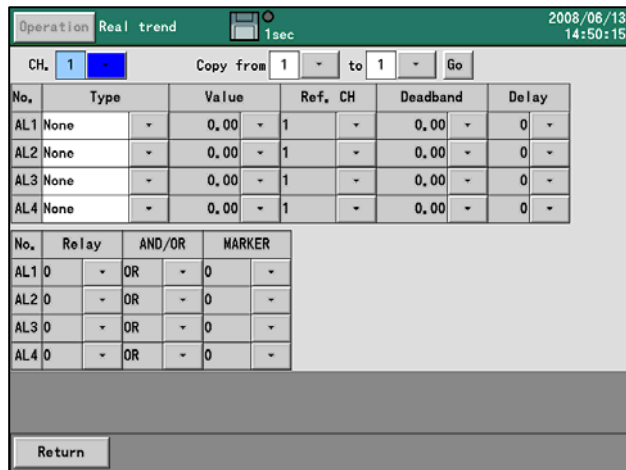 Operation Real trend 1sec 2008/06/13
14:50:15
CH. 1 Copy from 1 to 1 Go
No. Type Value Ref. CH Deadband Delay
AL1 None 0.00 1 0.00 0
AL2 None 0.00 1 0.00 0
AL3 None 0.00 1 0.00 0
AL4 None 0.00 1 0.00 0
No. Relay AND/OR MARKER
AL1 0 OR 0
AL2 0 OR 0
AL3 0 OR 0
AL4 0 OR 0
Return